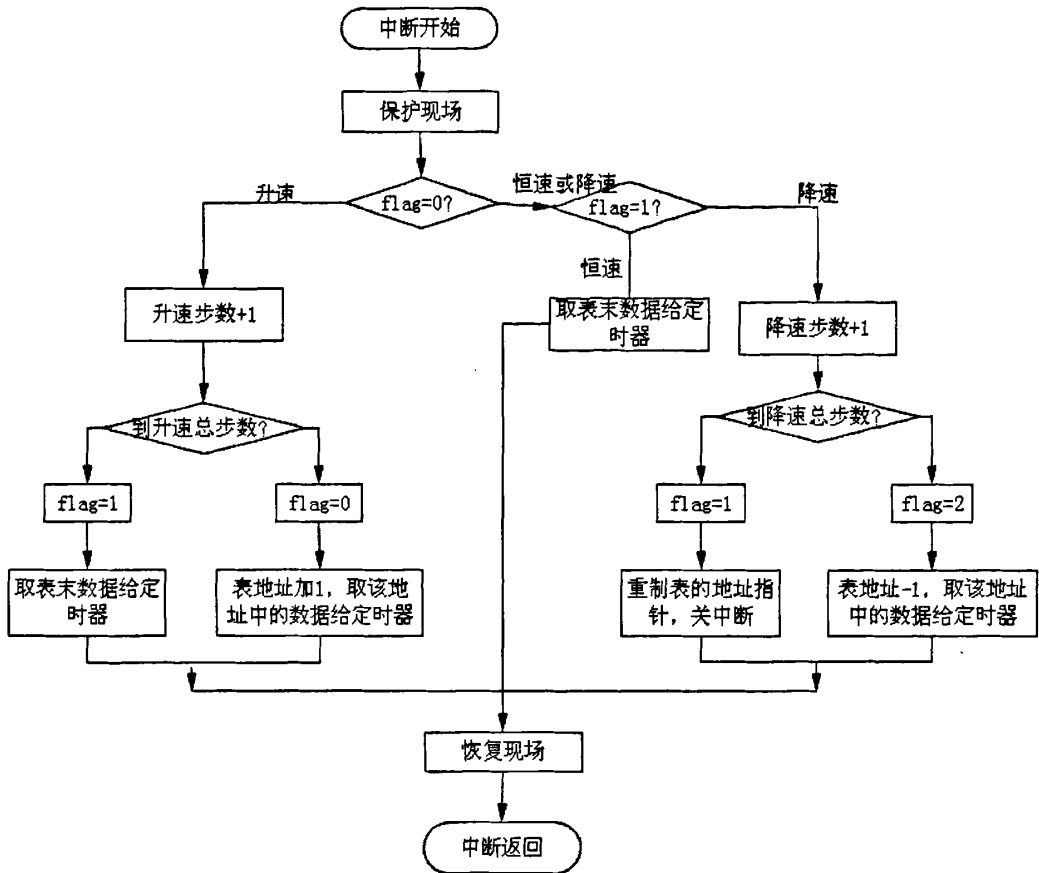 中断开始
保护现场
升速
flag=0?
恒速或降速
flag=1?
降速
恒速
升速步数+1
取表末数据给定
时器
降速步数+1
到升速总步数?
到降速总步数?
flag=1
flag=0
flag=1
flag=2
取表末数据给定
时器
表地址加1, 取该地
址中的数据给定时器
重制表的地址指
针, 关中断
表地址-1, 取该地址
中的数据给定时器
恢复现场
中断返回